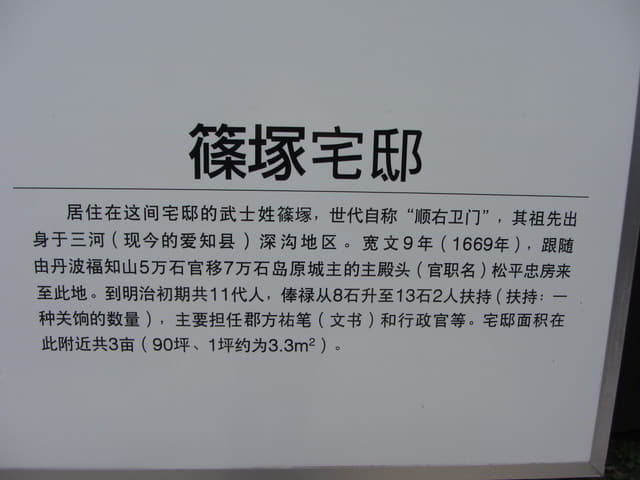 篠塚宅邸
居住在这间宅邸的武士姓篠塚，世代自称“顺右卫门”，其祖先出
身于三河（现今的爱知县）深沟地区。宽文9年（1669年），跟随
由丹波福知山5万石官移7万石岛原城主的主殿头（官职名）松平忠房来
至此地。到明治初期共11代人，俸禄从8石升至13石2人扶持（扶持：一
种关饷的数量），主要担任郡方祐笔（文书）和行政官等。宅邸面积在
此附近共3亩（90坪、1坪约为3.3m²）。